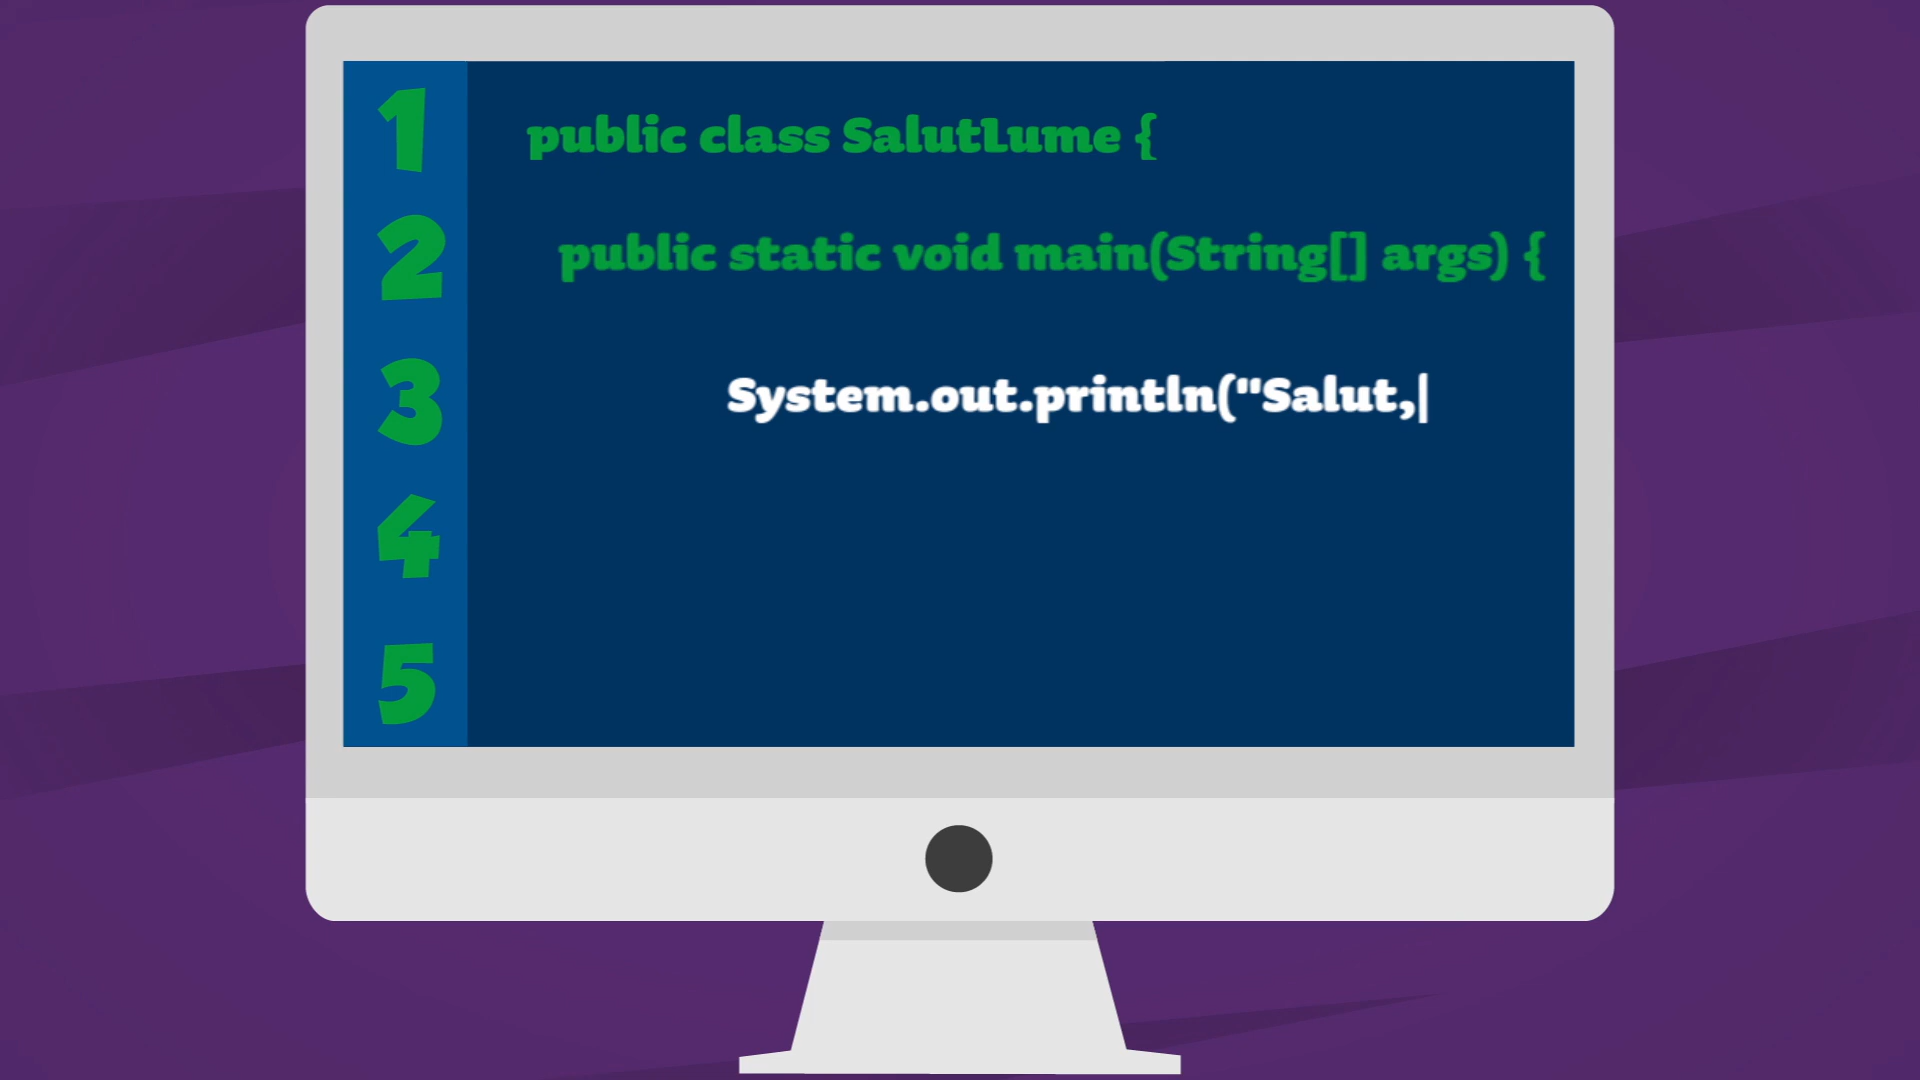 1 public class SalutLume {
2 public static void main(String[] args) {
3 System.out.println("Salut,|
4
5